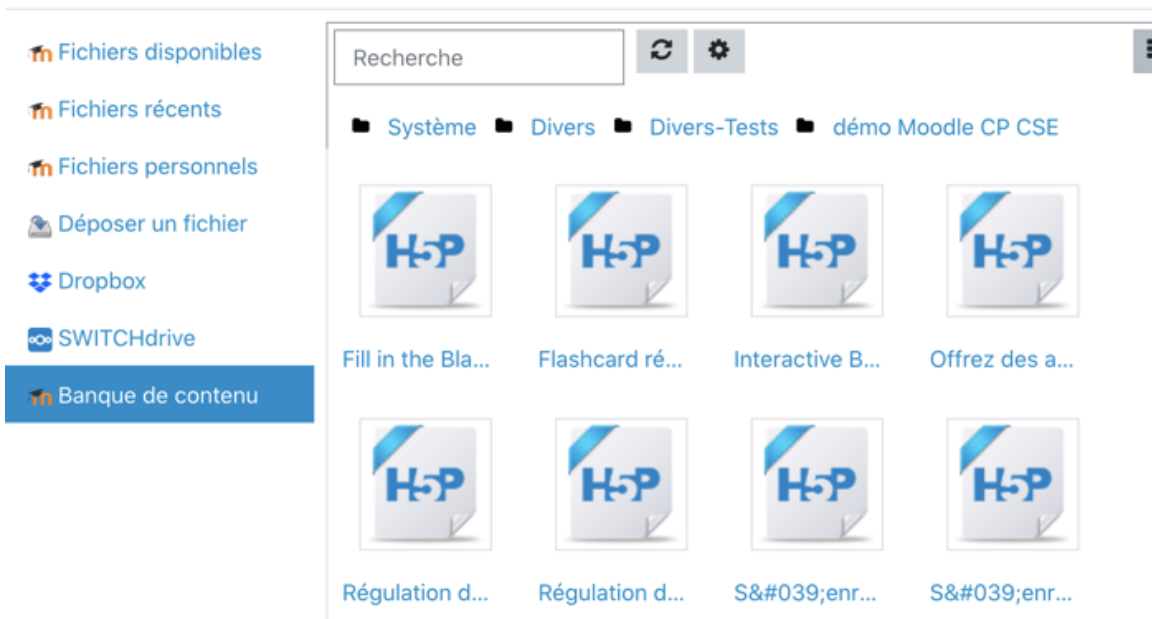 Fichiers disponibles
Fichiers récents
Fichiers personnels
Déposer un fichier
Dropbox
SWITCHdrive
Banque de contenu
Recherche
Système Divers Divers-Tests démo Moodle CP CSE
H5P H5P H5P H5P
Fill in the Bla... Flashcard ré... Interactive B... Offrez des a...
H5P H5P H5P H5P
Régulation d... Régulation d... S&#039;enr... S&#039;enr...